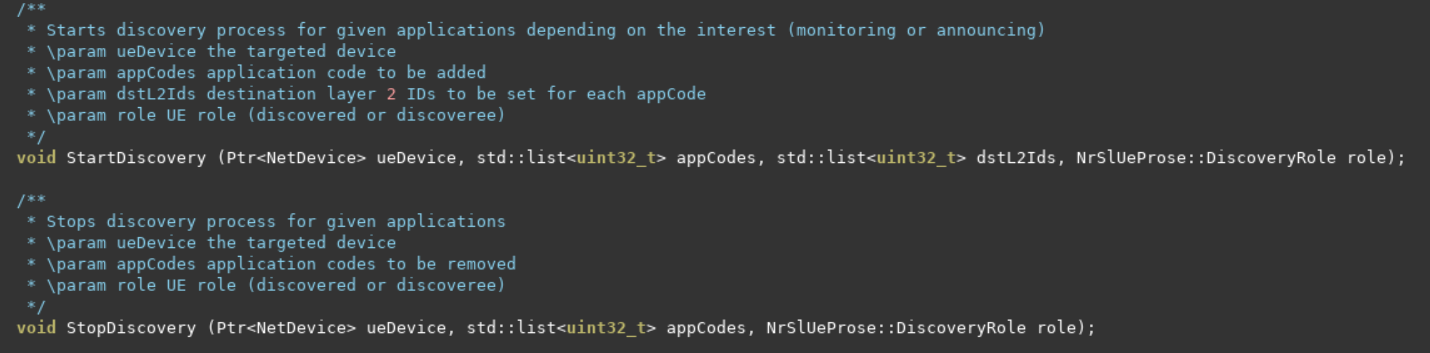 /**
 * Starts discovery process for given applications depending on the interest (monitoring or announcing)
 * \param ueDevice the targeted device
 * \param appCodes application code to be added
 * \param dstL2Ids destination layer 2 IDs to be set for each appCode
 * \param role UE role (discovered or discoveree)
 */
void StartDiscovery (Ptr<NetDevice> ueDevice, std::list<uint32_t> appCodes, std::list<uint32_t> dstL2Ids, NrSlUeProse::DiscoveryRole role);
/**
 * Stops discovery process for given applications
 * \param ueDevice the targeted device
 * \param appCodes application codes to be removed
 * \param role UE role (discovered or discoveree)
 */
void StopDiscovery (Ptr<NetDevice> ueDevice, std::list<uint32_t> appCodes, NrSlUeProse::DiscoveryRole role);